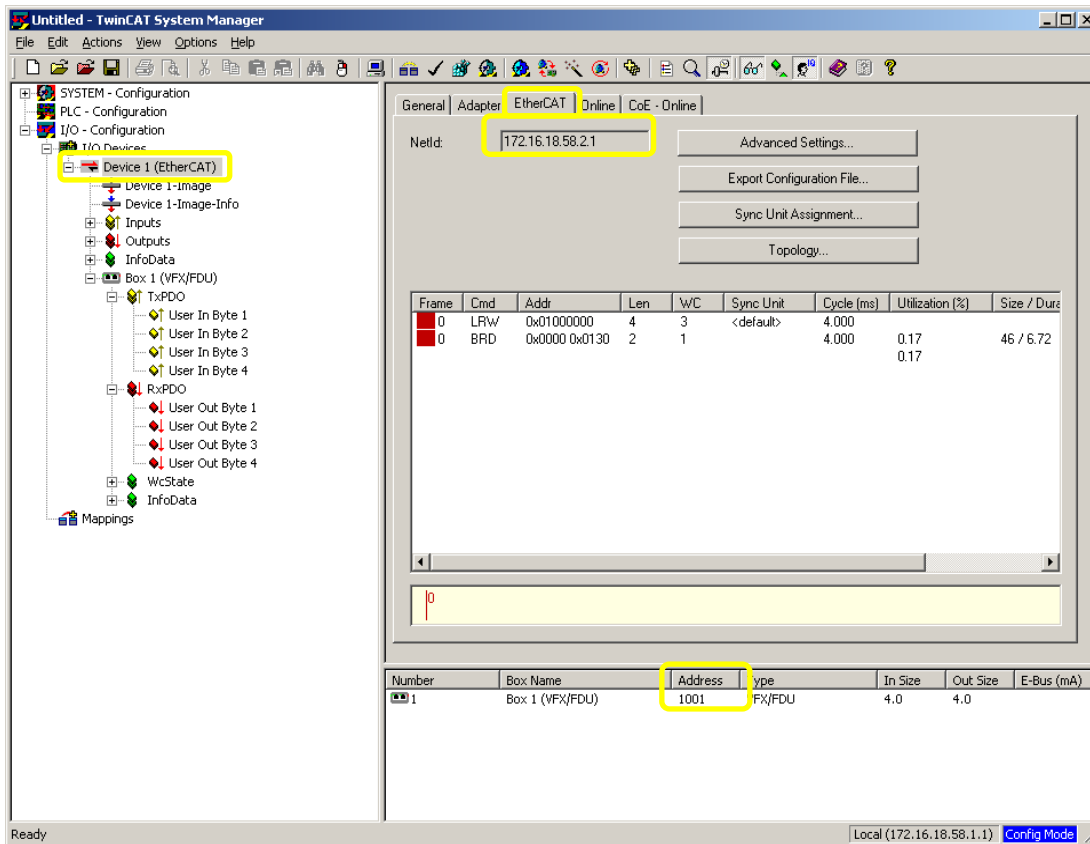 Untitled - TwinCAT System Manager
File Edit Actions View Options Help
SYSTEM - Configuration
PLC - Configuration
I/O - Configuration
I/O Devices
Device 1 (EtherCAT)
Device 1-Image
Device 1-Image-Info
Inputs
Outputs
InfoData
Box 1 (VFX/FDU)
TxPDO
User In Byte 1
User In Byte 2
User In Byte 3
User In Byte 4
RxPDO
User Out Byte 1
User Out Byte 2
User Out Byte 3
User Out Byte 4
WcState
InfoData
Mappings
General Adapter EtherCAT Online CoE - Online
NetId: 172.16.18.58.2.1
Advanced Settings...
Export Configuration File...
Sync Unit Assignment...
Topology...
Frame Cmd Addr Len WC Sync Unit Cycle (ms) Utilization (%) Size / Dura
0 LRW 0x01000000 4 3 <default> 4.000
0 BRD 0x0000 0x0130 2 1 4.000 0.17 46 / 6.72
0.17
0
Number Box Name Address Type In Size Out Size E-Bus (mA)
1 Box 1 (VFX/FDU) 1001 VFX/FDU 4.0 4.0
Ready Local (172.16.18.58.1.1) Config Mode